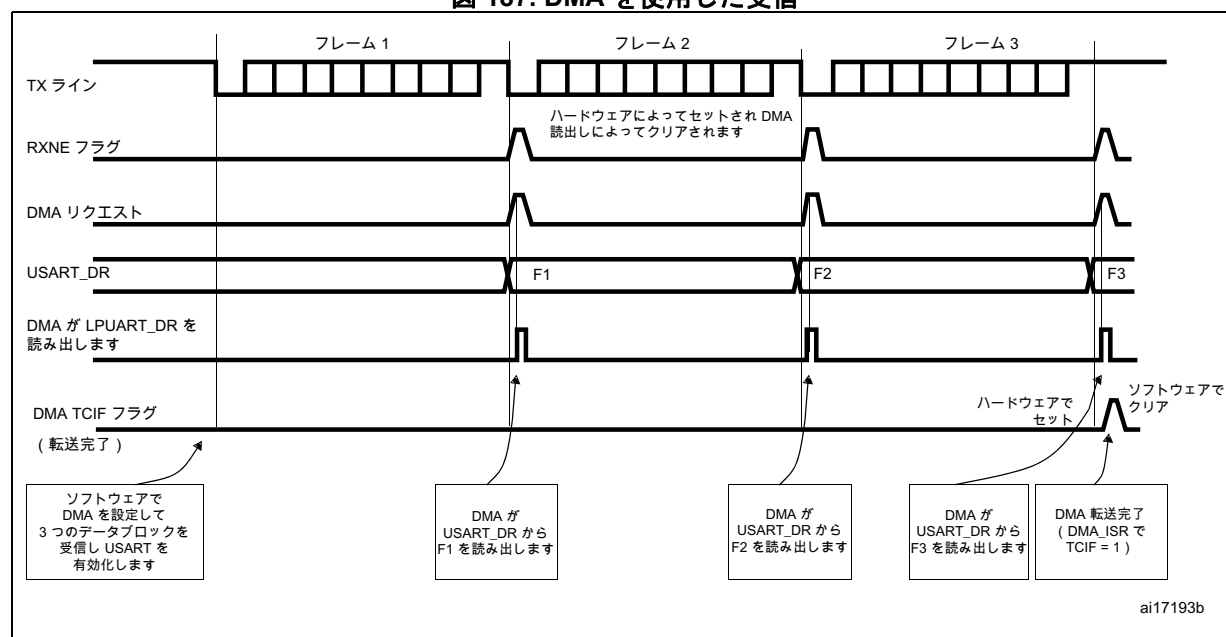 図 187. DMA を使用した受信
フレーム 1
フレーム 2
フレーム 3
TX ライン
ハードウェアによってセットされ DMA
読出しによってクリアされます
RXNE フラグ
DMA リクエスト
USART_DR
F1
F2
F3
DMA が LPUART_DR を
読み出します
DMA TCIF フラグ
( 転送完了 )
ハードウェアで
セット
ソフトウェアで
クリア
ソフトウェアで
DMA を設定して
3 つのデータブロックを
受信し USART を
有効化します
DMA が
USART_DR から
F1 を読み出します
DMA が
USART_DR から
F2 を読み出します
DMA が
USART_DR から
F3 を読み出します
DMA 転送完了
( DMA_ISR で
TCIF = 1 )
ai17193b